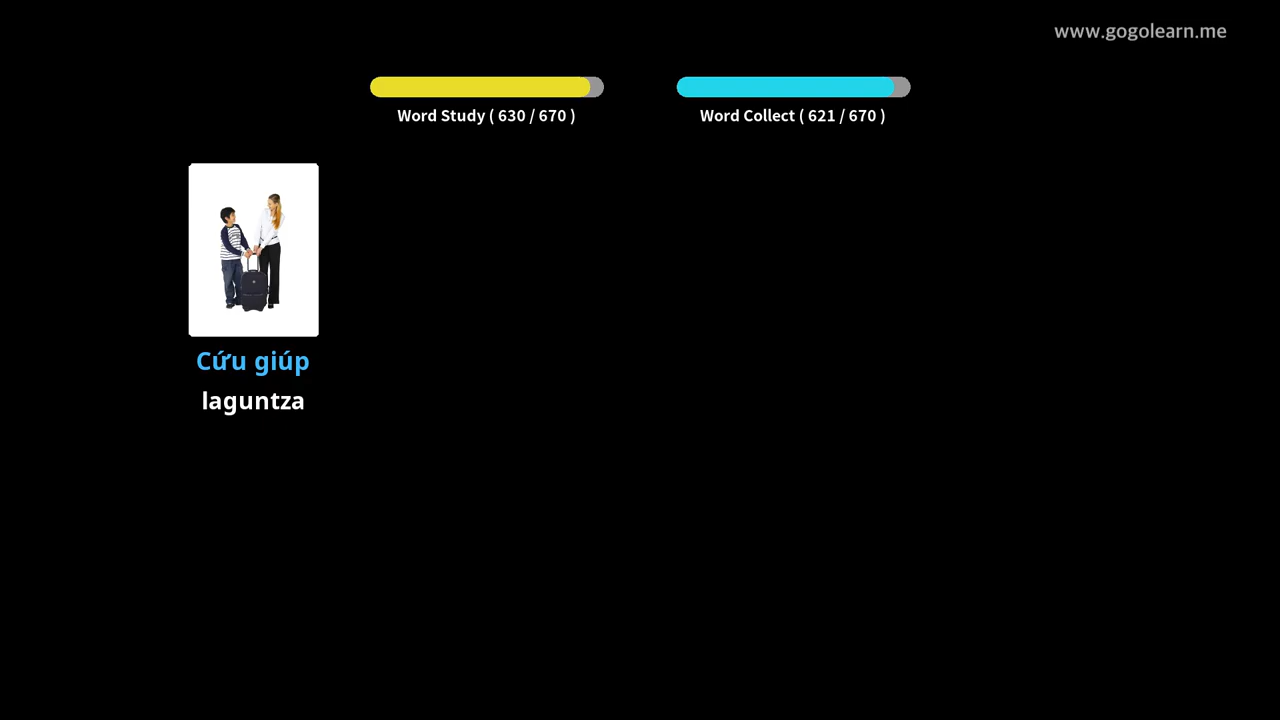 www.gogolearn.me
Word Study ( 630 / 670 )
Word Collect ( 621 / 670 )
Cứu giúp
laguntza